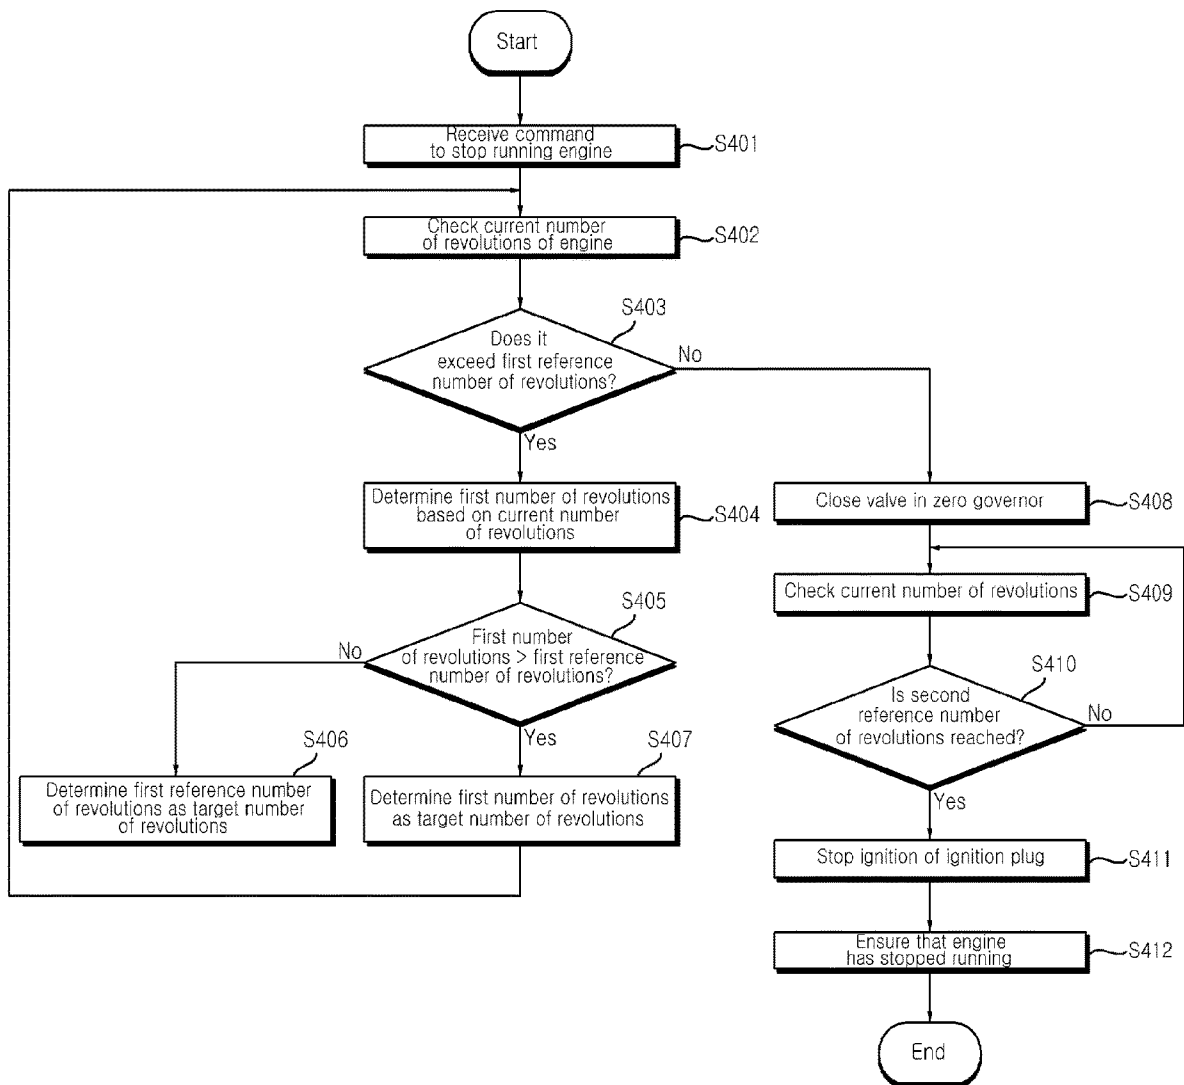 Start
Receive command
to stop running engine
S401
Check current number
of revolutions of engine
S402
S403
Does it
exceed first reference
number of revolutions?
No
Yes
Determine first number of revolutions
based on current number
of revolutions
S404
S405
First number
of revolutions > first reference
number of revolutions?
No
Yes
S406
Determine first reference number
of revolutions as target number
of revolutions
S407
Determine first number of revolutions
as target number of revolutions
Close valve in zero governor
S408
Check current number of revolutions
S409
S410
Is second
reference number
of revolutions reached?
No
Yes
Stop ignition of ignition plug
S411
Ensure that engine
has stopped running
S412
End